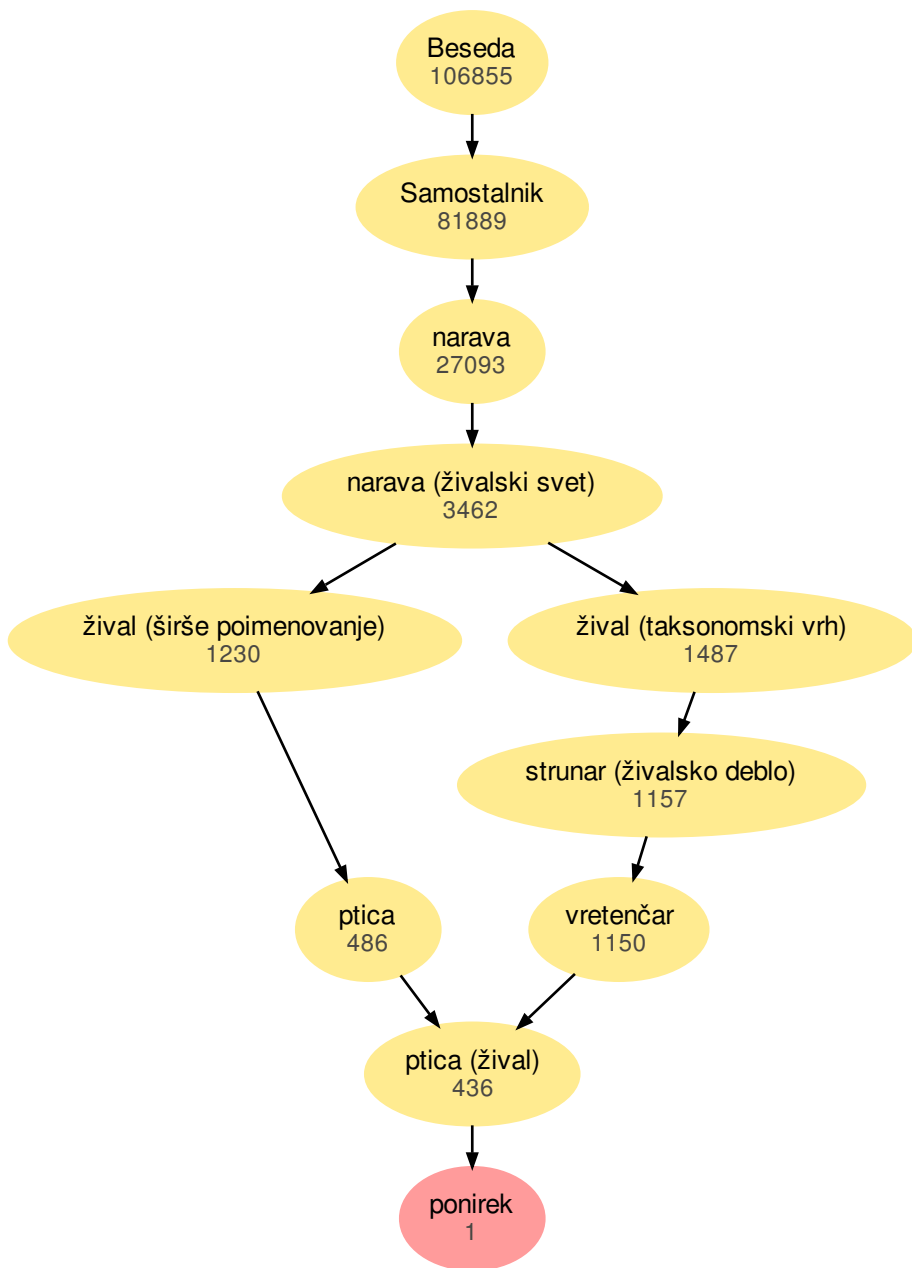 Beseda
106855
Samostalnik
81889
narava
27093
narava (živalski svet)
3462
žival (širše poimenovanje)
1230
žival (taksonomski vrh)
1487
strunar (živalsko deblo)
1157
ptica
486
vretenčar
1150
ptica (žival)
436
ponirek
1